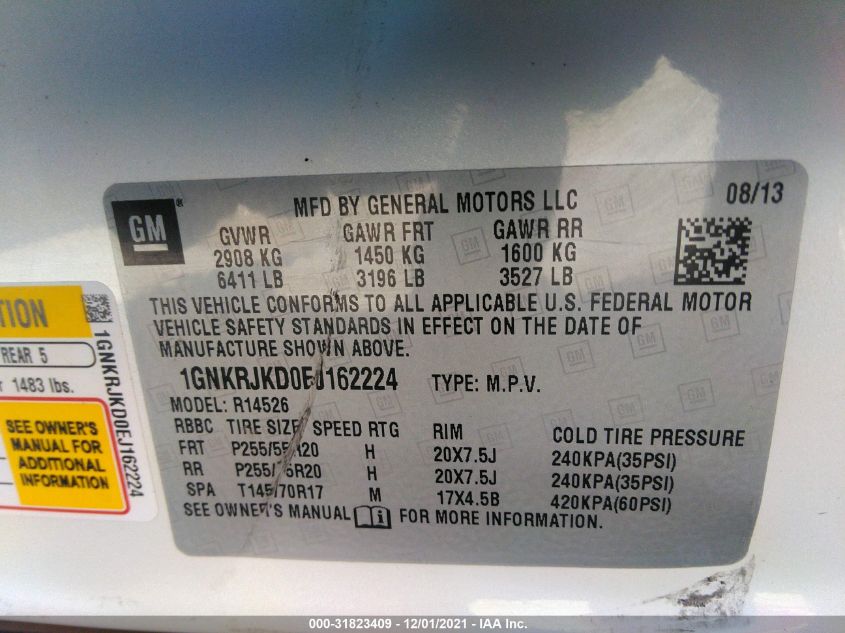 MFD BY GENERAL MOTORS LLC
08/13
GM
®
GVWR GAWR FRT GAWR RR
2908 KG 1450 KG 1600 KG
6411 LB 3196 LB 3527 LB
THIS VEHICLE CONFORMS TO ALL APPLICABLE U.S. FEDERAL MOTOR
VEHICLE SAFETY STANDARDS IN EFFECT ON THE DATE OF
MANUFACTURE SHOWN ABOVE.
1GNKRJKD0EJ162224 TYPE: M.P.V.
MODEL: R14526
RBBC TIRE SIZE SPEED RTG RIM COLD TIRE PRESSURE
FRT P255/55R20 H 20X7.5J 240KPA(35PSI)
RR P255/55R20 H 20X7.5J 240KPA(35PSI)
SPA T145/70R17 M 17X4.5B 420KPA(60PSI)
SEE OWNER'S MANUAL FOR MORE INFORMATION.
REAR 5
1483 lbs.
SEE OWNER'S
MANUAL FOR
ADDITIONAL
INFORMATION
1GNKRJKD0EJ162224
000-31823409 - 12/01/2021 - IAA Inc.